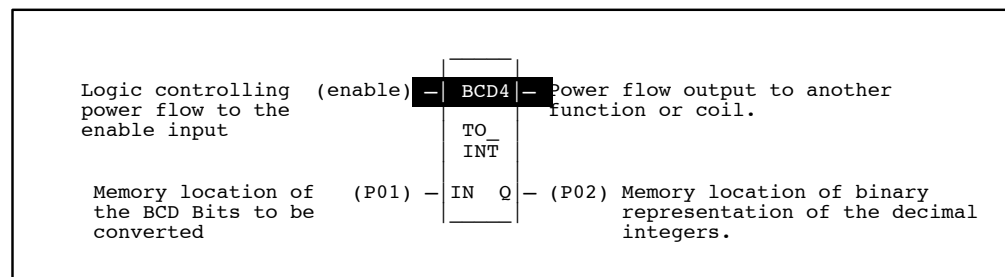 Logic controlling (enable) BCD4 Power flow output to another
power flow to the function or coil.
enable input TO_
INT
Memory location of (P01) IN Q (P02) Memory location of binary
the BCD Bits to be representation of the decimal
converted integers.